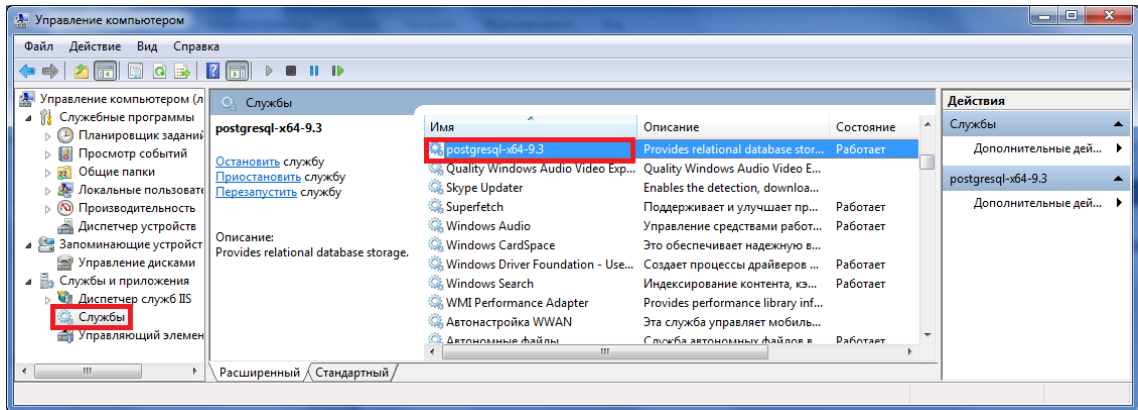 Управление компьютером
Файл Действие Вид Справка
Управление компьютером (л
Служебные программы
Планировщик заданий
Просмотр событий
Общие папки
Локальные пользовате
Производительность
Диспетчер устройств
Запоминающие устройст
Управление дисками
Службы и приложения
Диспетчер служб IIS
Службы
Управляющий элемен
Службы
postgresql-x64-9.3
Остановить службу
Приостановить службу
Перезапустить службу
Описание:
Provides relational database storage.
Имя Описание Состояние
postgresql-x64-9.3 Provides relational database stor... Работает
Quality Windows Audio Video Exp... Quality Windows Audio Video E...
Skype Updater Enables the detection, downloa...
Superfetch Поддерживает и улучшает пр... Работает
Windows Audio Управление средствами работ... Работает
Windows CardSpace Это обеспечивает надежную в...
Windows Driver Foundation - Use... Создает процессы драйверов ... Работает
Windows Search Индексирование контента, кэ... Работает
WMI Performance Adapter Provides performance library inf...
Автонастройка WWAN Эта служба управляет мобиль...
Автономные файлы Служба автономных файлов в Работает
Расширенный Стандартный
Действия
Службы
Дополнительные дей...
postgresql-x64-9.3
Дополнительные дей...